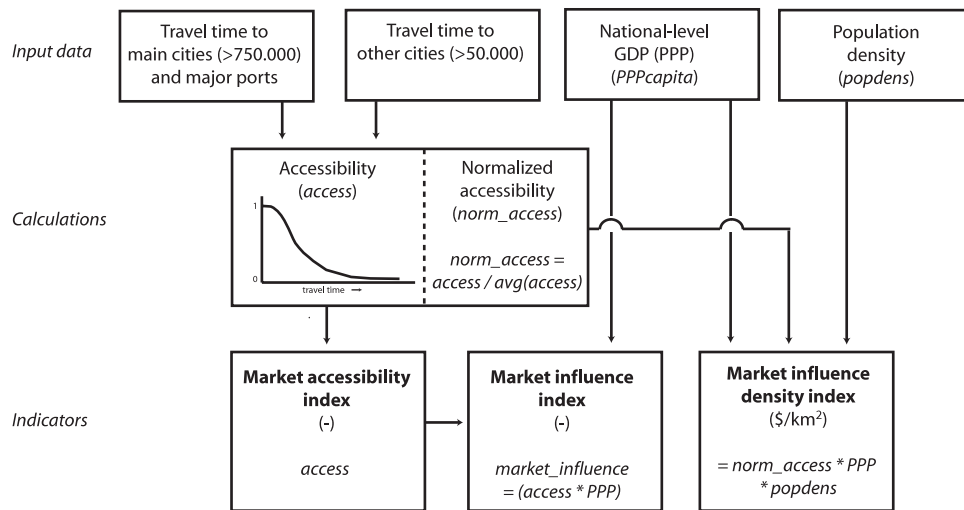 Input data
Travel time to
main cities (>750.000)
and major ports
Travel time to
other cities (>50.000)
National-level
GDP (PPP)
(PPPcapita)
Population
density
(popdens)
Calculations
Accessibility
(access)
1
0
travel time →
Normalized
accessibility
(norm_access)
norm_access =
access / avg(access)
Indicators
Market accessibility
index
(-)
access
Market influence
index
(-)
market_influence
= (access * PPP)
Market influence
density index
($/km²)
= norm_access * PPP
* popdens